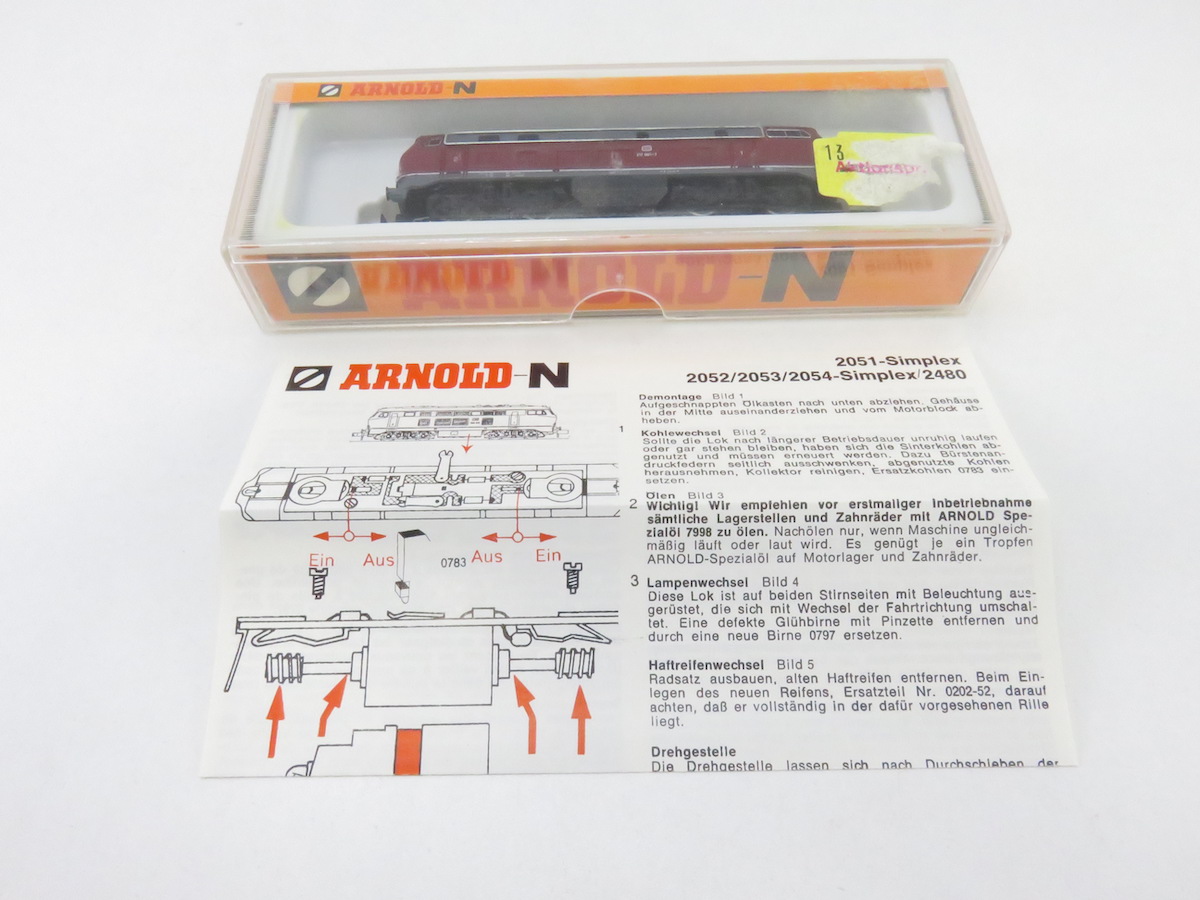 ARNOLD-N
13
ARNOLD-N
ARNOLD-N
2051-Simplex
2052/2053/2054-Simplex/2480
Demontage Bild 1
Aufgeschnappten Ölkasten nach unten abziehen. Gehäuse
in der Mitte auseinanderziehen und vom Motorblock ab-
heben.
1
Kohlewechsel Bild 2
Sollte die Lok nach längerer Betriebsdauer unruhig laufen
oder gar stehen bleiben, haben sich die Sinterkohlen ab-
genutzt und müssen erneuert werden. Dazu Bürstenan-
druckfedern seitlich ausschwenken, abgenutzte Kohlen
herausnehmen, Kollektor reinigen, Ersatzkohlen 0783 ein-
setzen.
Ölen Bild 3
2
Wichtig! Wir empfehlen vor erstmaliger Inbetriebnahme
sämtliche Lagerstellen und Zahnräder mit ARNOLD Spe-
zialöl 7998 zu ölen. Nachölen nur, wenn Maschine ungleich-
mäßig läuft oder laut wird. Es genügt je ein Tropfen
ARNOLD-Spezialöl auf Motorlager und Zahnräder.
Ein Aus 0783 Aus Ein
3
Lampenwechsel Bild 4
Diese Lok ist auf beiden Stirnseiten mit Beleuchtung aus-
gerüstet, die sich mit Wechsel der Fahrtrichtung umschal-
tet. Eine defekte Glühbirne mit Pinzette entfernen und
durch eine neue Birne 0797 ersetzen.
Haftreifenwechsel Bild 5
Radsatz ausbauen, alten Haftreifen entfernen. Beim Ein-
legen des neuen Reifens, Ersatzteil Nr. 0202-52, darauf
achten, daß er vollständig in der dafür vorgesehenen Rille
liegt.
Drehgestelle
Die Drehgestelle lassen sich nach Durchschieben der